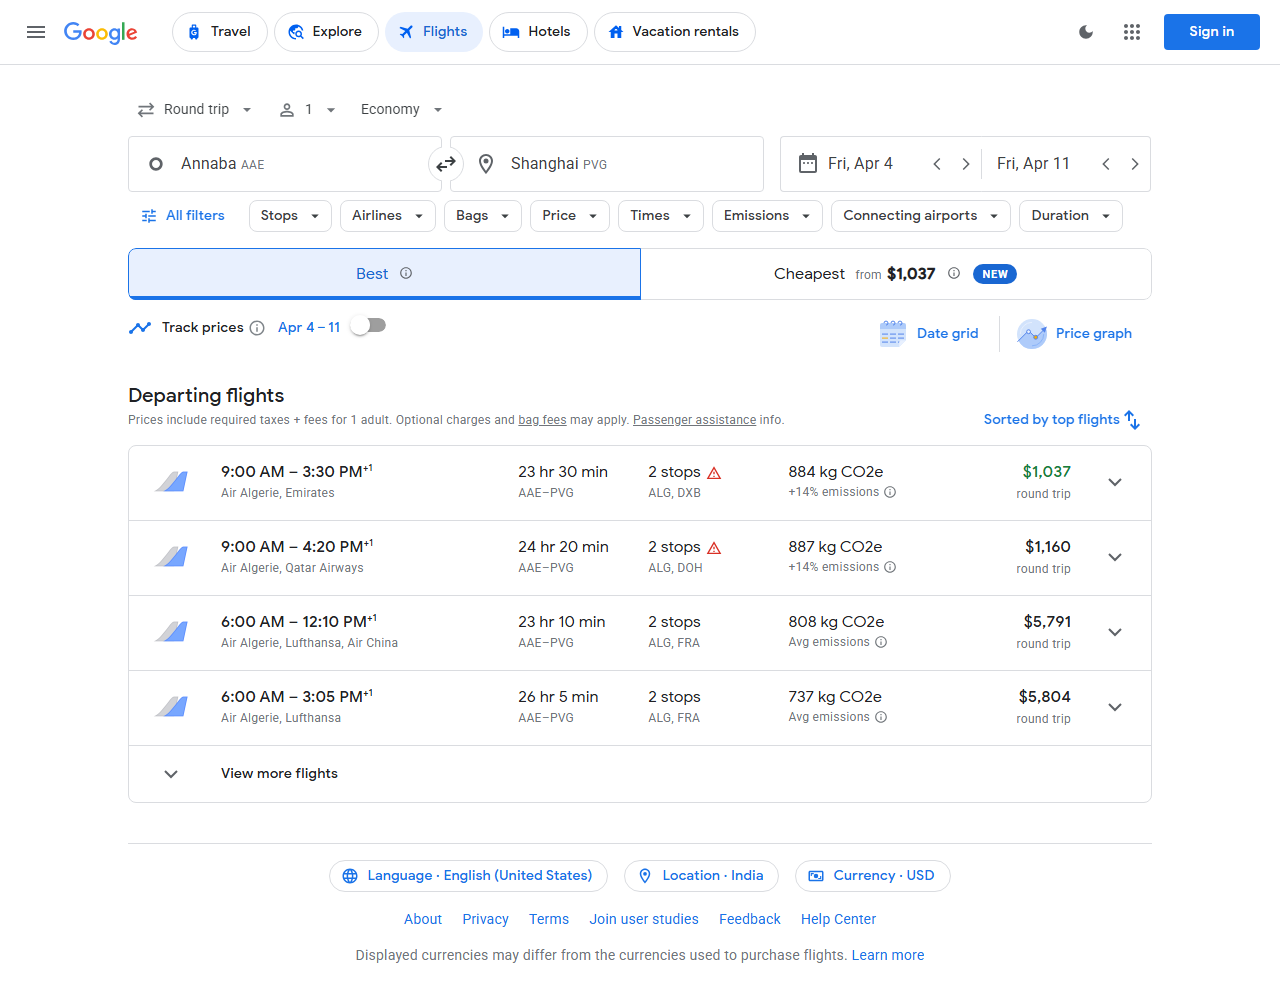 Google
Travel
Explore
Flights
Hotels
Vacation rentals
Sign in
Round trip
1
Economy
Annaba AAE
Shanghai PVG
Fri, Apr 4
Fri, Apr 11
All filters
Stops
Airlines
Bags
Price
Times
Emissions
Connecting airports
Duration
Best
Cheapest from $1,037
NEW
Track prices
Apr 4 – 11
Date grid
Price graph
Departing flights
Prices include required taxes + fees for 1 adult. Optional charges and bag fees may apply. Passenger assistance info.
Sorted by top flights
9:00 AM – 3:30 PM+1
Air Algerie, Emirates
23 hr 30 min
AAE–PVG
2 stops
ALG, DXB
884 kg CO2e
+14% emissions
$1,037
round trip
9:00 AM – 4:20 PM+1
Air Algerie, Qatar Airways
24 hr 20 min
AAE–PVG
2 stops
ALG, DOH
887 kg CO2e
+14% emissions
$1,160
round trip
6:00 AM – 12:10 PM+1
Air Algerie, Lufthansa, Air China
23 hr 10 min
AAE–PVG
2 stops
ALG, FRA
808 kg CO2e
Avg emissions
$5,791
round trip
6:00 AM – 3:05 PM+1
Air Algerie, Lufthansa
26 hr 5 min
AAE–PVG
2 stops
ALG, FRA
737 kg CO2e
Avg emissions
$5,804
round trip
View more flights
Language · English (United States)
Location · India
Currency · USD
About
Privacy
Terms
Join user studies
Feedback
Help Center
Displayed currencies may differ from the currencies used to purchase flights. Learn more